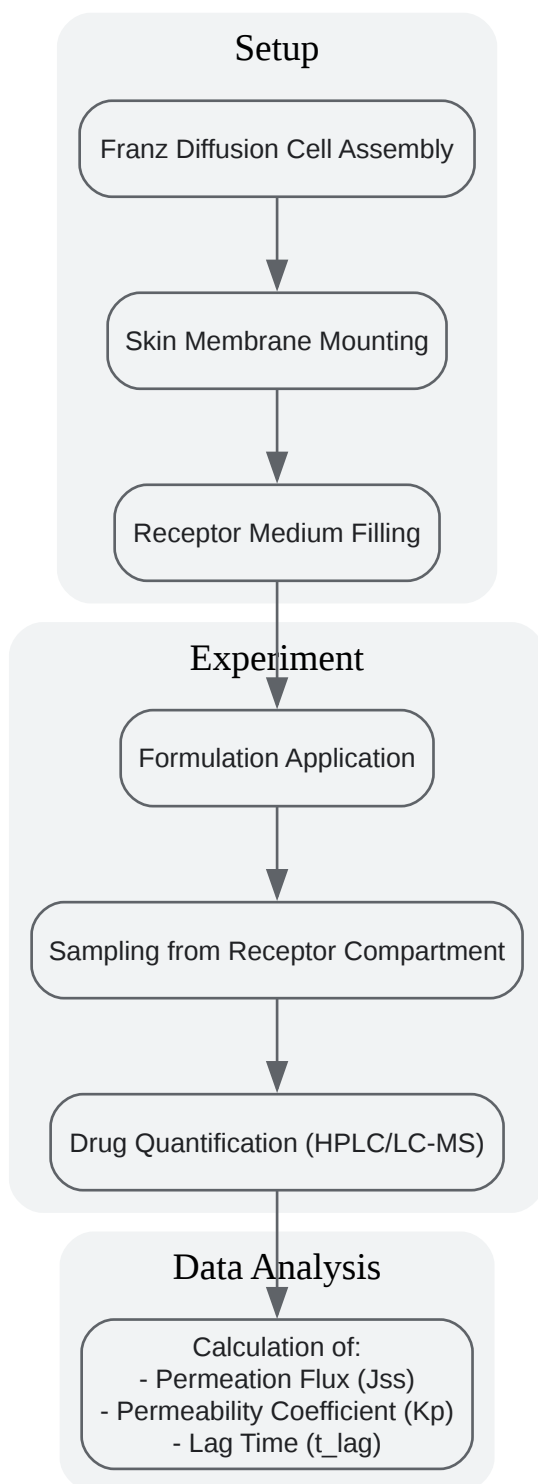 Setup
Franz Diffusion Cell Assembly
Skin Membrane Mounting
Receptor Medium Filling
Experiment
Formulation Application
Sampling from Receptor Compartment
Drug Quantification (HPLC/LC-MS)
Data Analysis
Calculation of:
- Permeation Flux (Jss)
- Permeability Coefficient (Kp)
- Lag Time (t_lag)